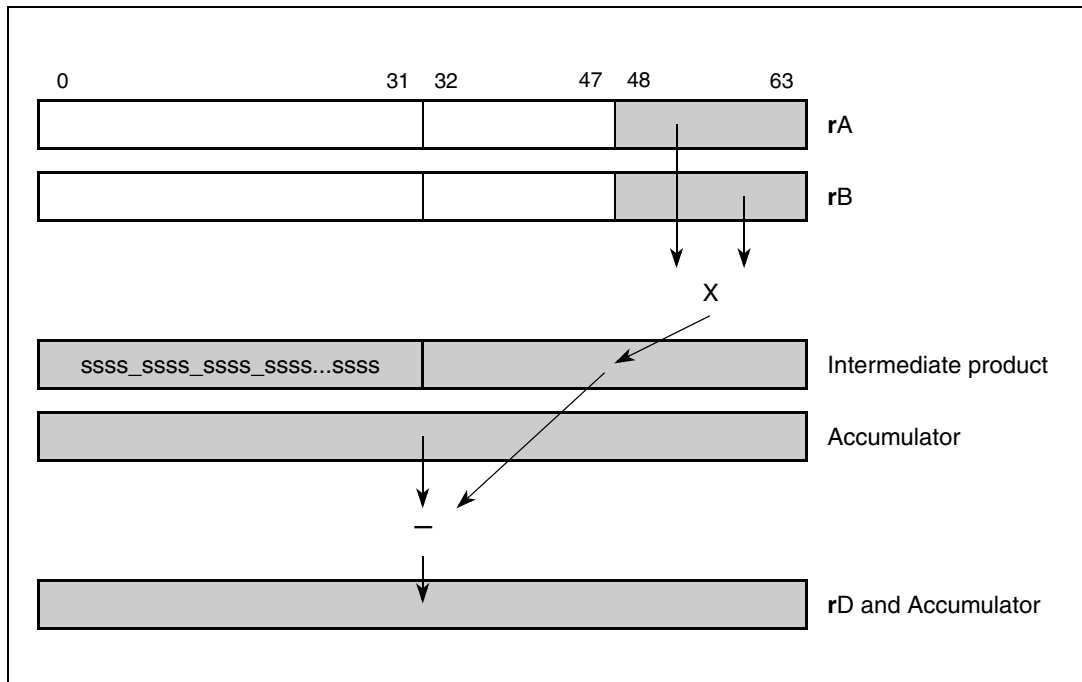 0 31 32 47 48 63
rA
rB
X
ssss_ssss_ssss_ssss...ssss Intermediate product
Accumulator
–
rD and Accumulator